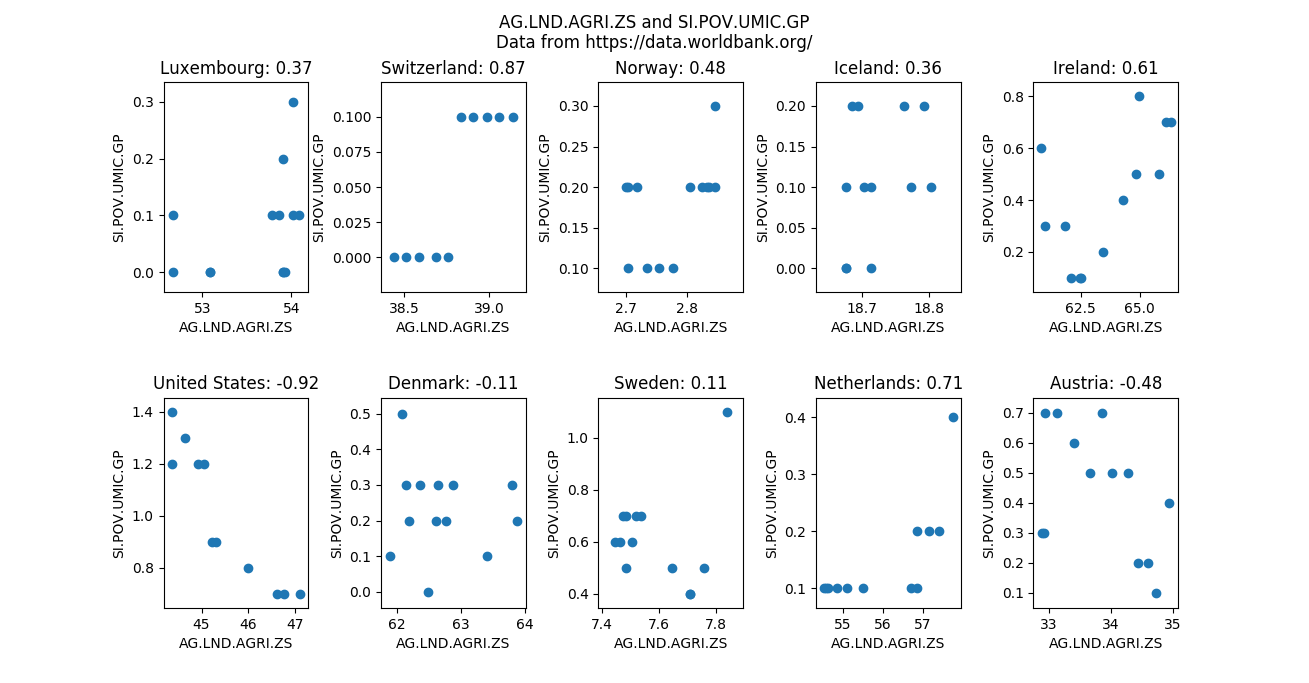 AG.LND.AGRI.ZS and SI.POV.UMIC.GP
Data from https://data.worldbank.org/
Luxembourg: 0.37
SI.POV.UMIC.GP
0.3
0.2
0.1
0.0
53 54
AG.LND.AGRI.ZS
Switzerland: 0.87
SI.POV.UMIC.GP
0.100
0.075
0.050
0.025
0.000
38.5 39.0
AG.LND.AGRI.ZS
Norway: 0.48
SI.POV.UMIC.GP
0.30
0.25
0.20
0.15
0.10
2.7 2.8
AG.LND.AGRI.ZS
Iceland: 0.36
SI.POV.UMIC.GP
0.20
0.15
0.10
0.05
0.00
18.7 18.8
AG.LND.AGRI.ZS
Ireland: 0.61
SI.POV.UMIC.GP
0.8
0.6
0.4
0.2
62.5 65.0
AG.LND.AGRI.ZS
United States: -0.92
SI.POV.UMIC.GP
1.4
1.2
1.0
0.8
45 46 47
AG.LND.AGRI.ZS
Denmark: -0.11
SI.POV.UMIC.GP
0.5
0.4
0.3
0.2
0.1
0.0
62 63 64
AG.LND.AGRI.ZS
Sweden: 0.11
SI.POV.UMIC.GP
1.0
0.8
0.6
0.4
7.4 7.6 7.8
AG.LND.AGRI.ZS
Netherlands: 0.71
SI.POV.UMIC.GP
0.4
0.3
0.2
0.1
55 56 57
AG.LND.AGRI.ZS
Austria: -0.48
SI.POV.UMIC.GP
0.7
0.6
0.5
0.4
0.3
0.2
0.1
33 34 35
AG.LND.AGRI.ZS